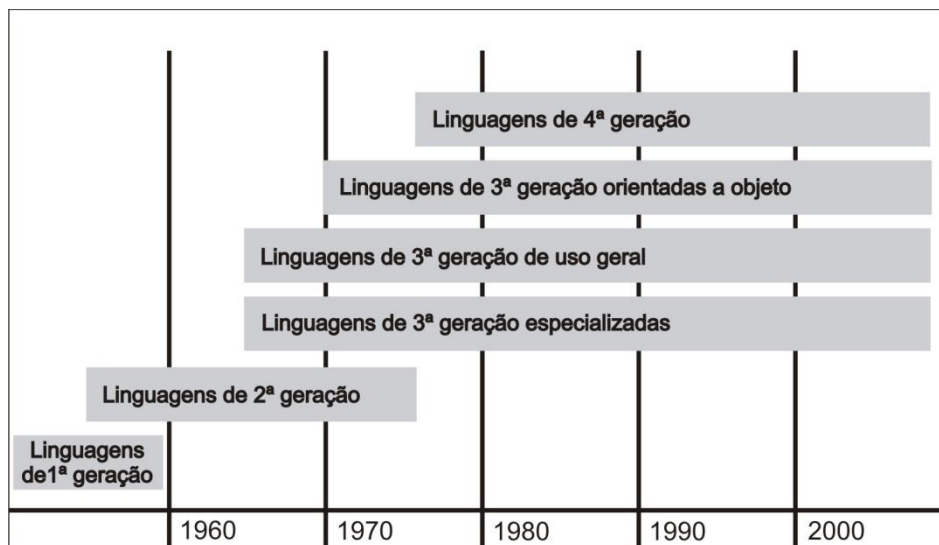 Linguagens de 4ª geração
Linguagens de 3ª geração orientadas a objeto
Linguagens de 3ª geração de uso geral
Linguagens de 3ª geração especializadas
Linguagens de 2ª geração
Linguagens
de1ª geração
1960 1970 1980 1990 2000